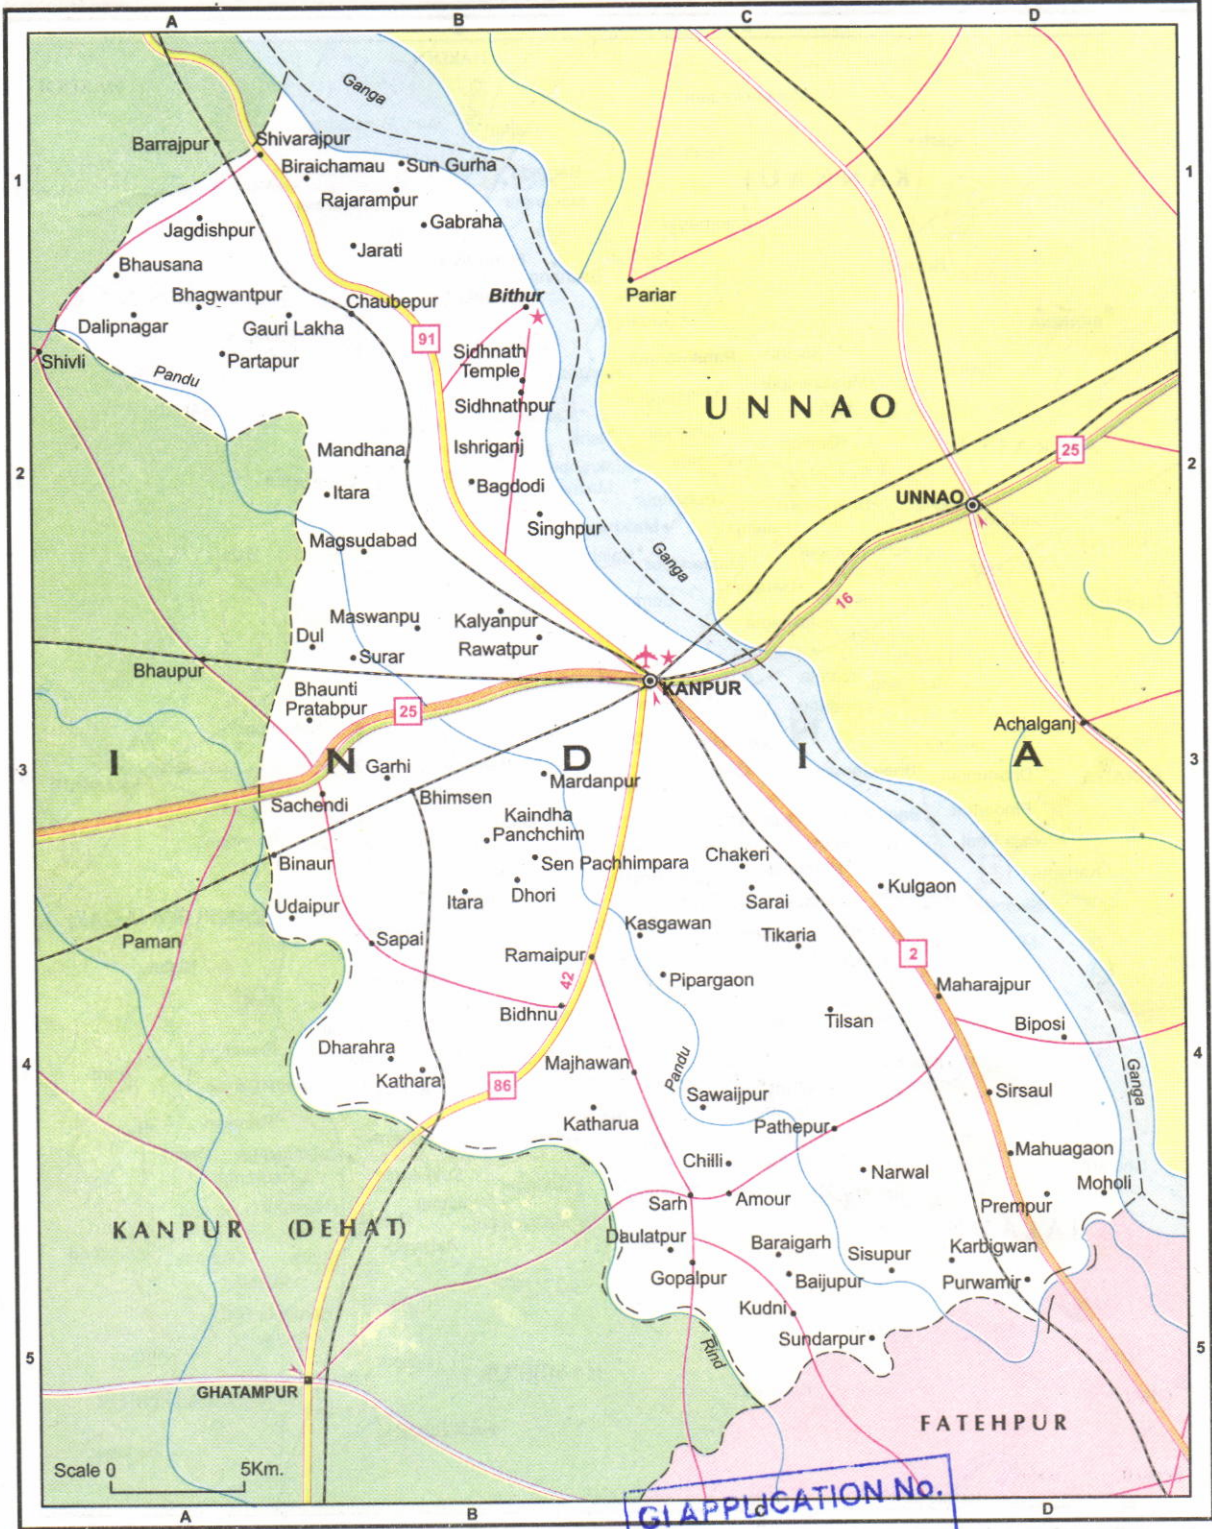 A B C D
Ganga
Barrajpur
Shivarajpur
Biraichamau
Sun Gurha
1 1
Rajarampur
Gabraha
Jagdishpur
Jarati
Bhausana
Bhagwantpur
Chaubepur
Bithur
Pariar
Dalipnagar
Gauri Lakha
91
Shivli
Partapur
Sidhnath
Temple
Pandu
Sidhnathpur
UNNAO
Mandhana
Ishriganj
25
2 2
Itara
Bagdodi
UNNAO
Singhpur
Magsudabad
Ganga
16
Maswanpu
Kalyanpur
Dul
Rawatpur
Surar
Bhaupur
KANPUR
Bhaunti
Pratabpur
25
Achalganj
I N D I A
3 3
Garhi
Mardanpur
Sachendi
Bhimsen
Kaindha
Panchchim
Binaur
Sen Pachhimpara
Chakeri
Kulgaon
Itara
Dhori
Sarai
Udaipur
Paman
Sapai
Kasgawan
Tikaria
Ramaipur
2
42
Pipargaon
Maharajpur
Bidhnu
Tilsan
Biposi
Dharahra
4 4
Kathara
86
Majhawan
Pandu
Ganga
Sawaijpur
Sirsaul
Katharua
Pathepur
Mahuagaon
Chilli
Narwal
Moholi
Sarh
Amour
Prempur
KANPUR (DEHAT)
Daulatpur
Baraigarh
Sisupur
Karbigwan
Gopalpur
Baijupur
Purwamir
Kudni
Sundarpur
5 5
Rind
GHATAMPUR
FATEHPUR
Scale 0 5Km.
GI APPLICATION No.
A B C D